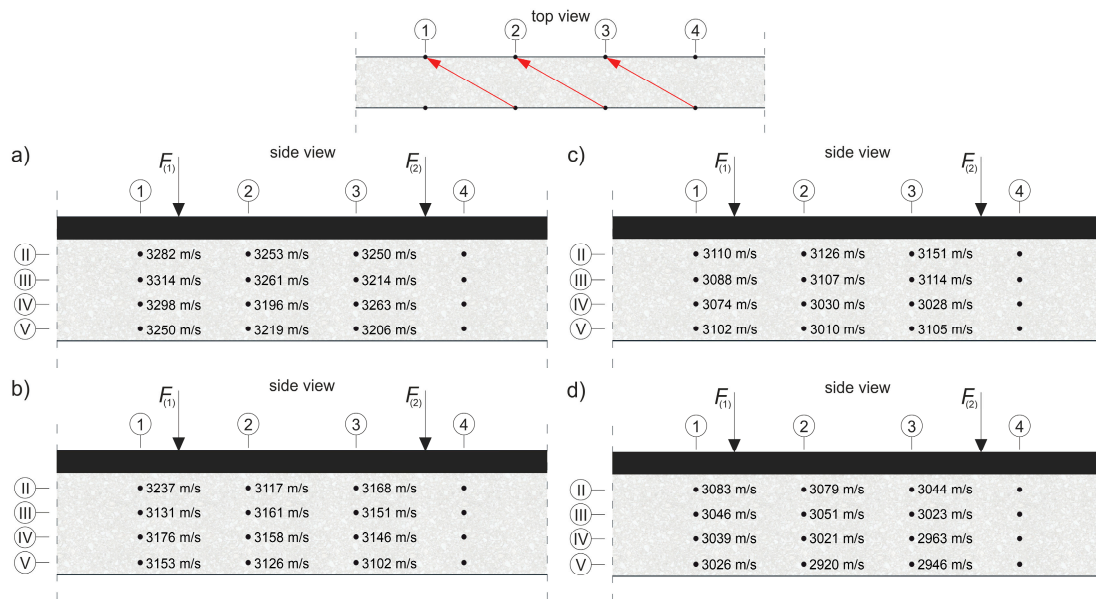 top view
1 2 3 4
a)
side view
F(1) F(2)
1 2 3 4
II 3282 m/s 3253 m/s 3250 m/s
III 3314 m/s 3261 m/s 3214 m/s
IV 3298 m/s 3196 m/s 3263 m/s
V 3250 m/s 3219 m/s 3206 m/s
b)
side view
F(1) F(2)
1 2 3 4
II 3237 m/s 3117 m/s 3168 m/s
III 3131 m/s 3161 m/s 3151 m/s
IV 3176 m/s 3158 m/s 3146 m/s
V 3153 m/s 3126 m/s 3102 m/s
c)
side view
F(1) F(2)
1 2 3 4
II 3110 m/s 3126 m/s 3151 m/s
III 3088 m/s 3107 m/s 3114 m/s
IV 3074 m/s 3030 m/s 3028 m/s
V 3102 m/s 3010 m/s 3105 m/s
d)
side view
F(1) F(2)
1 2 3 4
II 3083 m/s 3079 m/s 3044 m/s
III 3046 m/s 3051 m/s 3023 m/s
IV 3039 m/s 3021 m/s 2963 m/s
V 3026 m/s 2920 m/s 2946 m/s